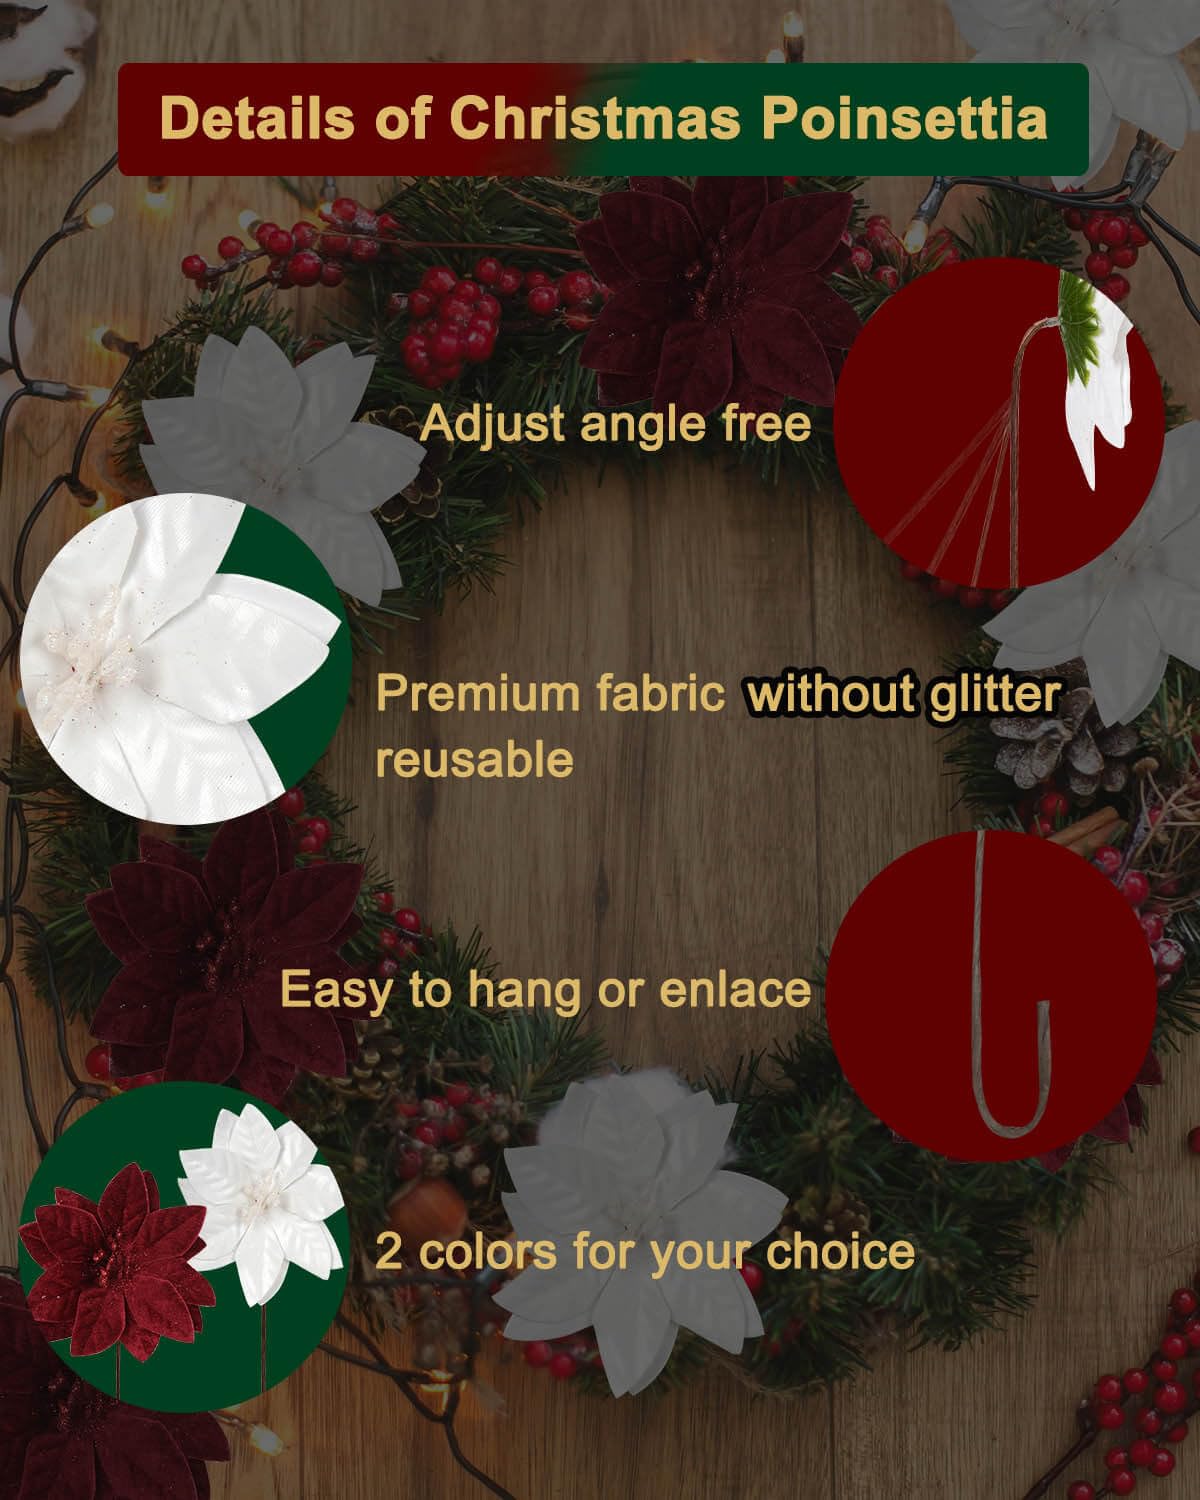 Details of Christmas Poinsettia
Adjust angle free
Premium fabric without glitter
reusable
Easy to hang or enlace
2 colors for your choice